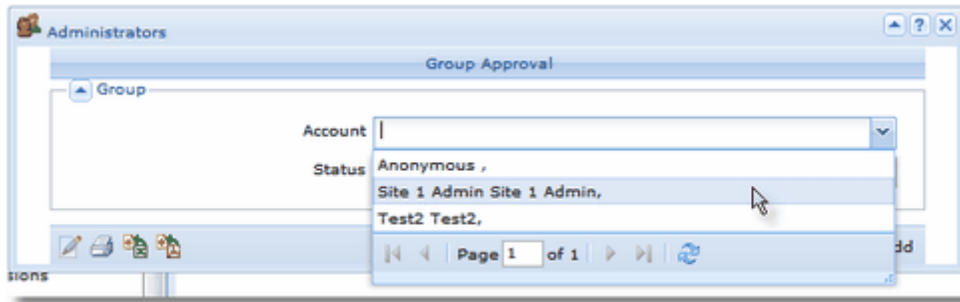 Administrators
Group Approval
Group
Account
Status
Anonymous ,
Site 1 Admin Site 1 Admin,
Test2 Test2,
Page 1 of 1
dd
sions